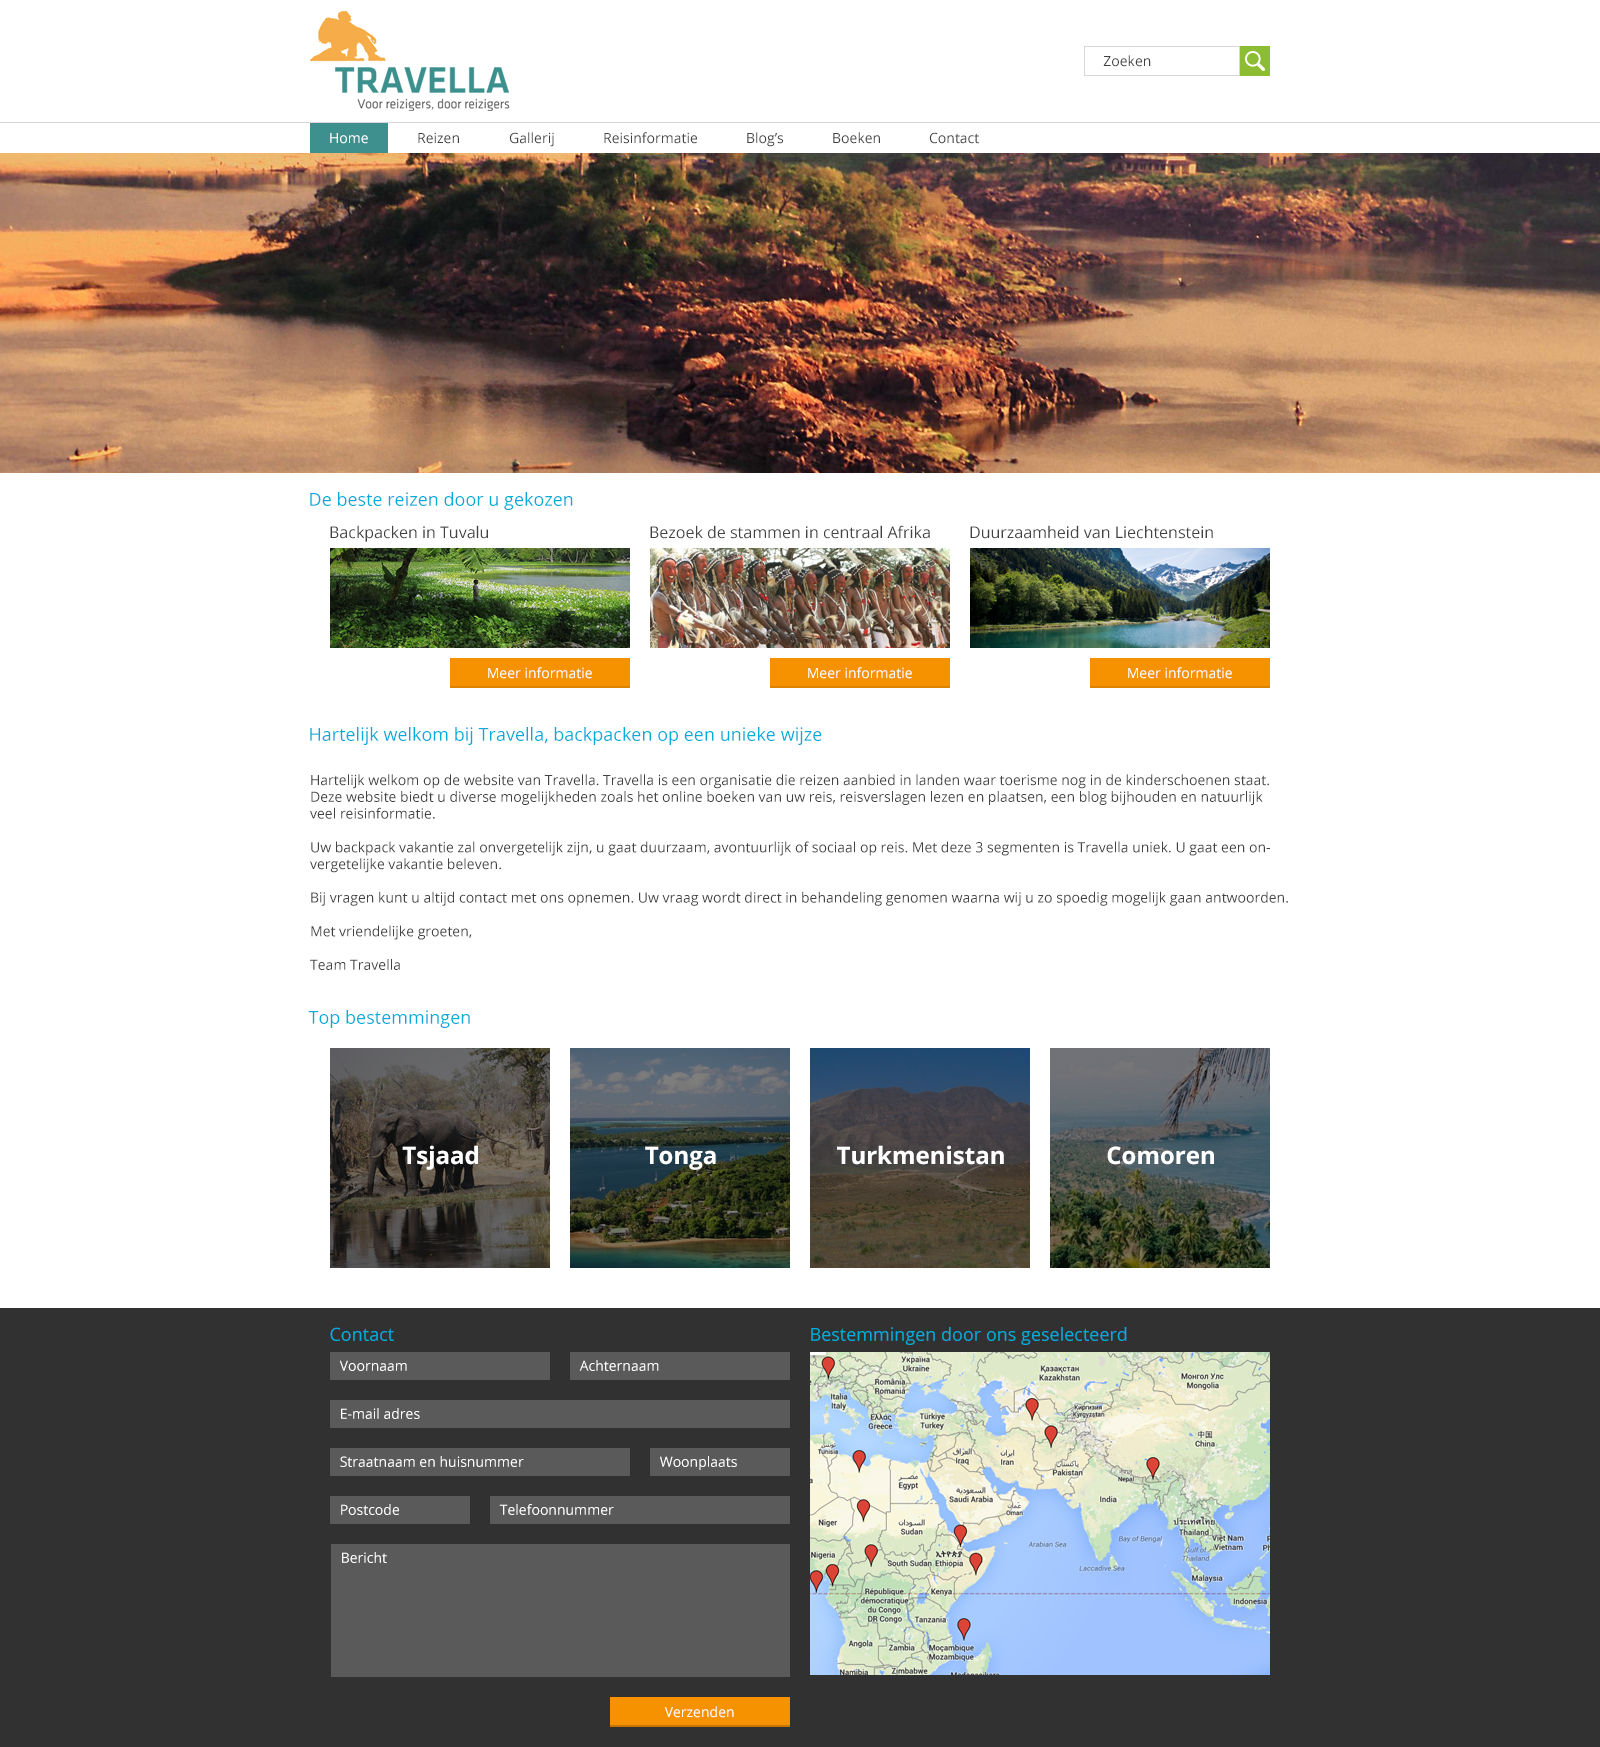 TRAVELLA
Voor reizigers, door reizigers
Zoeken
Home Reizen Gallerij Reisinformatie Blog's Boeken Contact
De beste reizen door u gekozen
Backpacken in Tuvalu
Bezoek de stammen in centraal Afrika
Duurzaamheid van Liechtenstein
Meer informatie
Meer informatie
Meer informatie
Hartelijk welkom bij Travella, backpacken op een unieke wijze
Hartelijk welkom op de website van Travella. Travella is een organisatie die reizen aanbied in landen waar toerisme nog in de kinderschoenen staat.
Deze website biedt u diverse mogelijkheden zoals het online boeken van uw reis, reisverslagen lezen en plaatsen, een blog bijhouden en natuurlijk
veel reisinformatie.
Uw backpack vakantie zal onvergetelijk zijn, u gaat duurzaam, avontuurlijk of sociaal op reis. Met deze 3 segmenten is Travella uniek. U gaat een on-
vergetelijke vakantie beleven.
Bij vragen kunt u altijd contact met ons opnemen. Uw vraag wordt direct in behandeling genomen waarna wij u zo spoedig mogelijk gaan antwoorden.
Met vriendelijke groeten,
Team Travella
Top bestemmingen
Tsjaad
Tonga
Turkmenistan
Comoren
Contact
Voornaam
Achternaam
E-mail adres
Straatnaam en huisnummer
Woonplaats
Postcode
Telefoonnummer
Bericht
Verzenden
Bestemmingen door ons geselecteerd
Україна
Ukraine
Қазақстан
Kazakhstan
Монгол Улс
Mongolia
România
Romania
Italia
Italy
Ελλάς
Greece
Türkiye
Turkey
Кыргызстан
Kyrgyzstan
中国
China
تونس
Tunisia
العراق
Iraq
ایران
Iran
پاکستان
Pakistan
Nepal
مصر
Egypt
السعودية
Saudi Arabia
عمان
Oman
India
Niger
السودان
Sudan
ประเทศไทย
Thailand
Việt Nam
Vietnam
Bay of Bengal
Arabian Sea
Gulf of
Thailand
Nigeria
South Sudan
ኢትዮጵያ
Ethiopia
Laccadive Sea
Malaysia
Kenya
Indonesia
République
démocratique
du Congo
DR Congo
Tanzania
Angola
Zambia
Moçambique
Mozambique
Namibia
Zimbabwe
Madagasikara